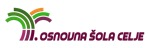 III. OSNOVNA ŠOLA CELJE